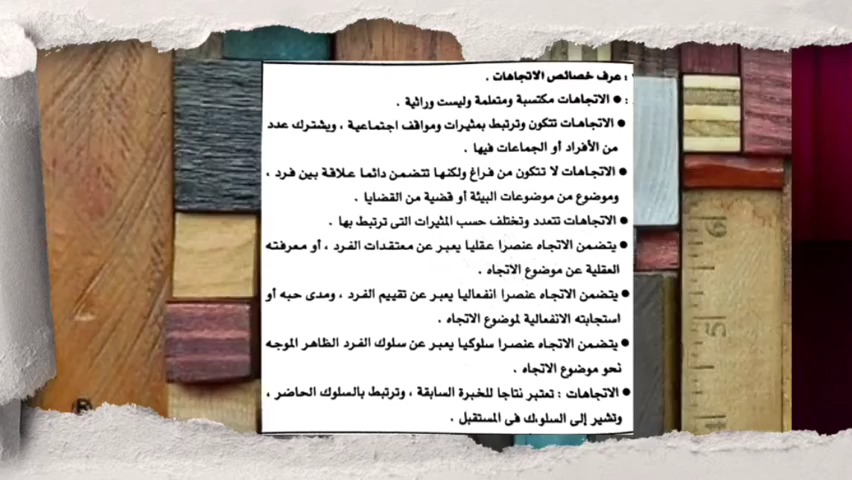 : عرف خصائص الاتجاهات .
: ● الاتجاهات مكتسبة ومتعلمة وليست وراثية .
● الاتجاهات تتكون وترتبط بمثيرات ومواقف اجتماعية ، ويشترك عدد
من الأفراد أو الجماعات فيها .
● الاتجاهات لا تتكون من فراغ ولكنها تتضمن دائما علاقة بين فرد ،
وموضوع من موضوعات البيئة أو قضية من القضايا .
● الاتجاهات تتعدد وتختلف حسب المثيرات التى ترتبط بها .
● يتضمن الاتجاه عنصرا عقليا يعبر عن معتقدات الفرد ، أو معرفته
العقلية عن موضوع الاتجاه .
● يتضمن الاتجاه عنصرا انفعاليا يعبر عن تقييم الفرد ، ومدى حبه أو
استجابته الانفعالية لموضوع الاتجاه .
● يتضمن الاتجاه عنصرا سلوكيا يعبر عن سلوك الفرد الظاهر الموجه
نحو موضوع الاتجاه .
● الاتجاهات : تعتبر نتاجا للخبرة السابقة ، وترتبط بالسلوك الحاضر ،
وتشير إلى السلوك فى المستقبل .
6
5
4
®